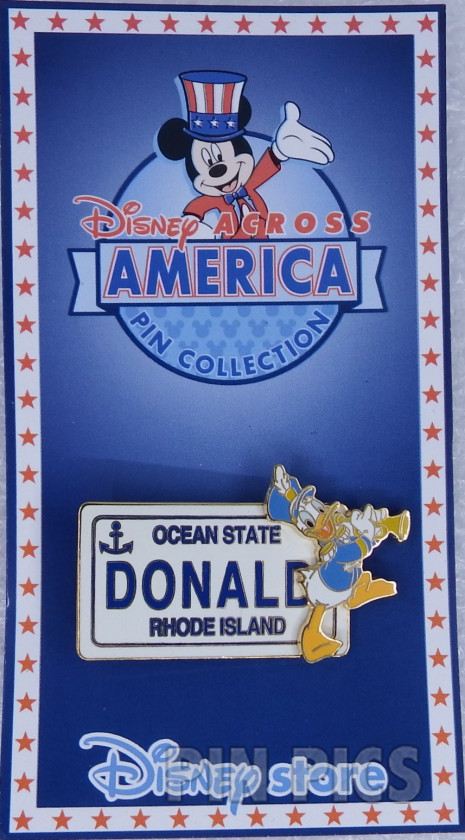 Disney ACROSS
AMERICA
PIN COLLECTION
OCEAN STATE
DONALD
RHODE ISLAND
Disney store
PIN PICS